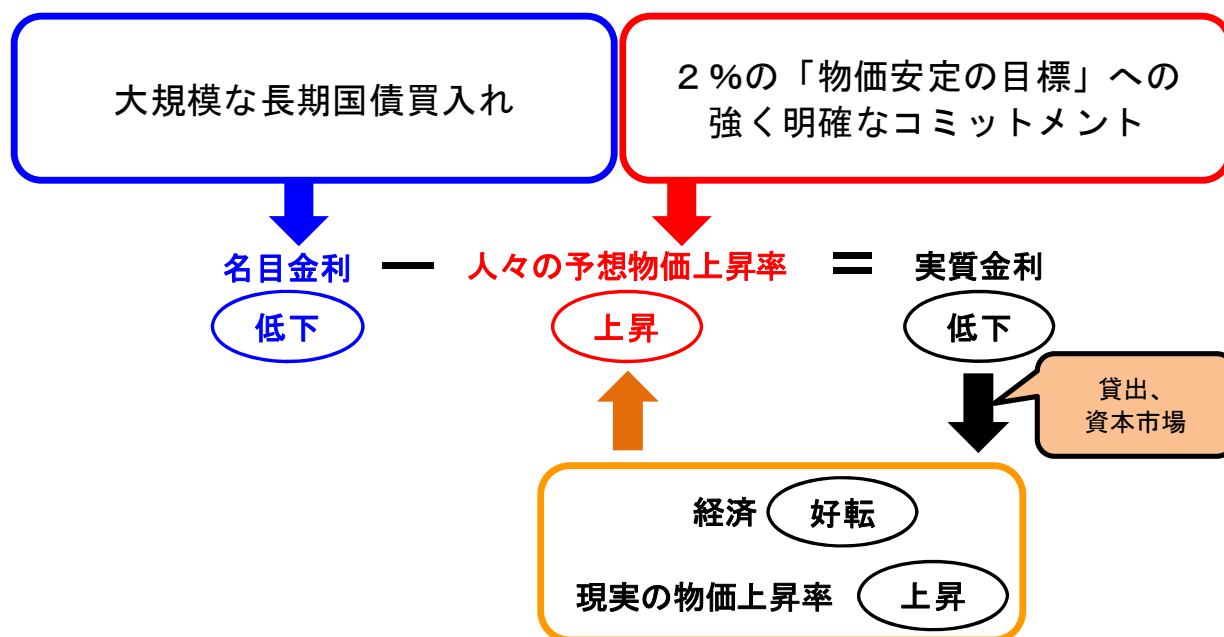 大規模な長期国債買入れ
2%の「物価安定の目標」への
強く明確なコミットメント
名目金利 ー 人々の予想物価上昇率 = 実質金利
低下 上昇 低下
貸出、
資本市場
経済 好転
現実の物価上昇率 上昇